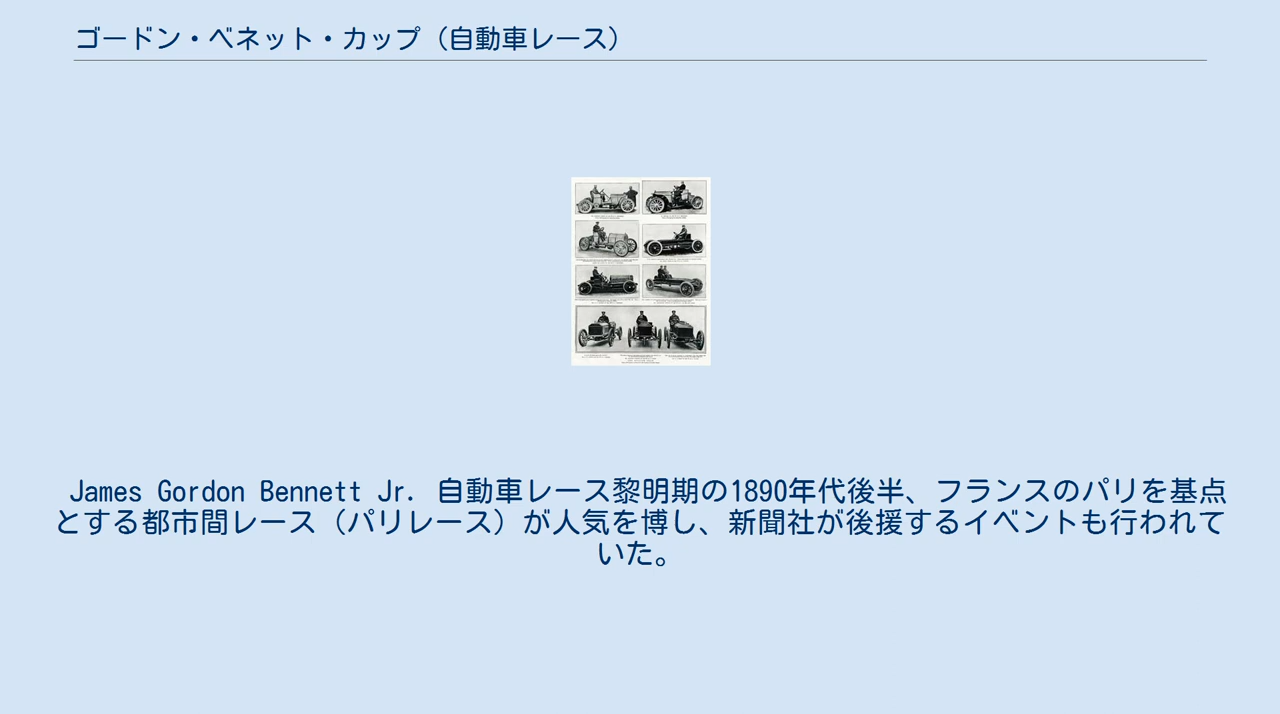 ゴードン・ベネット・カップ（自動車レース）
James Gordon Bennett Jr. 自動車レース黎明期の1890年代後半、フランスのパリを基点
とする都市間レース（パリレース）が人気を博し、新聞社が後援するイベントも行われて
いた。